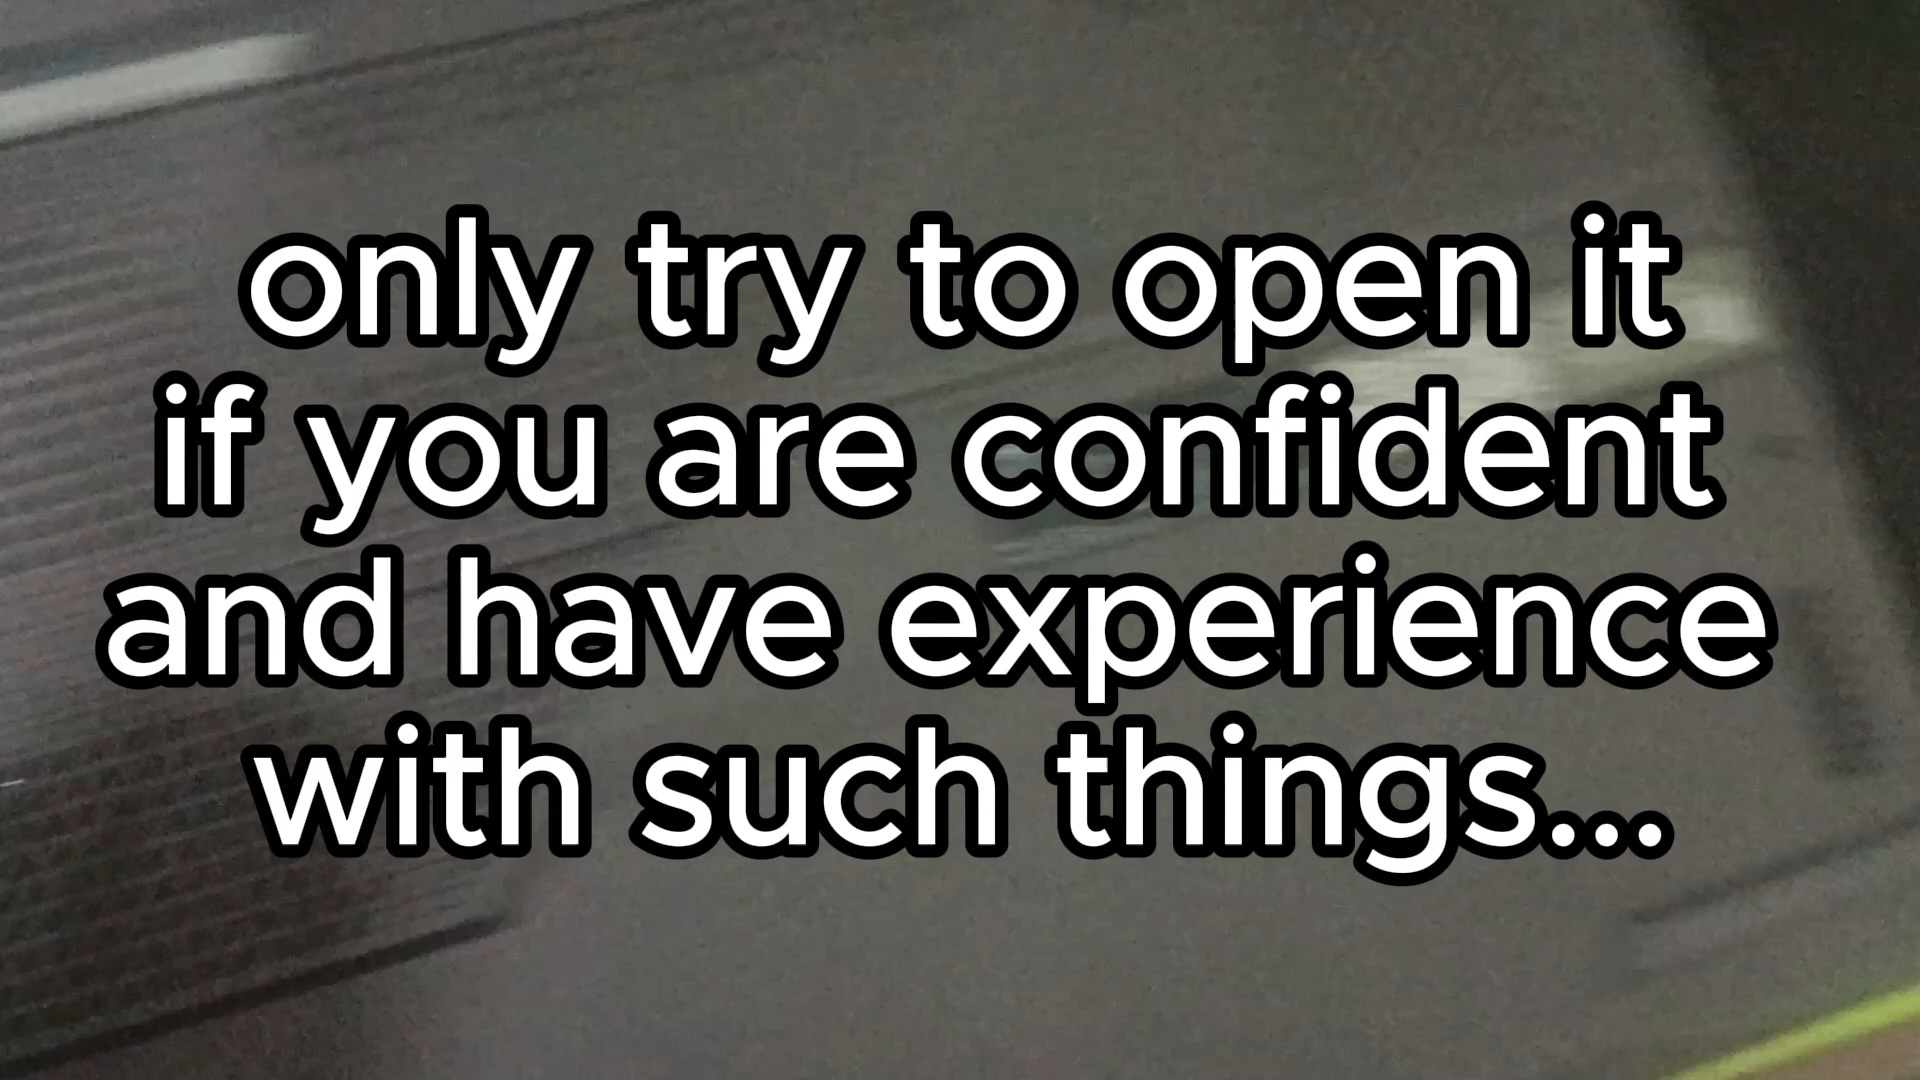 only try to open it
if you are confident
and have experience
with such things...